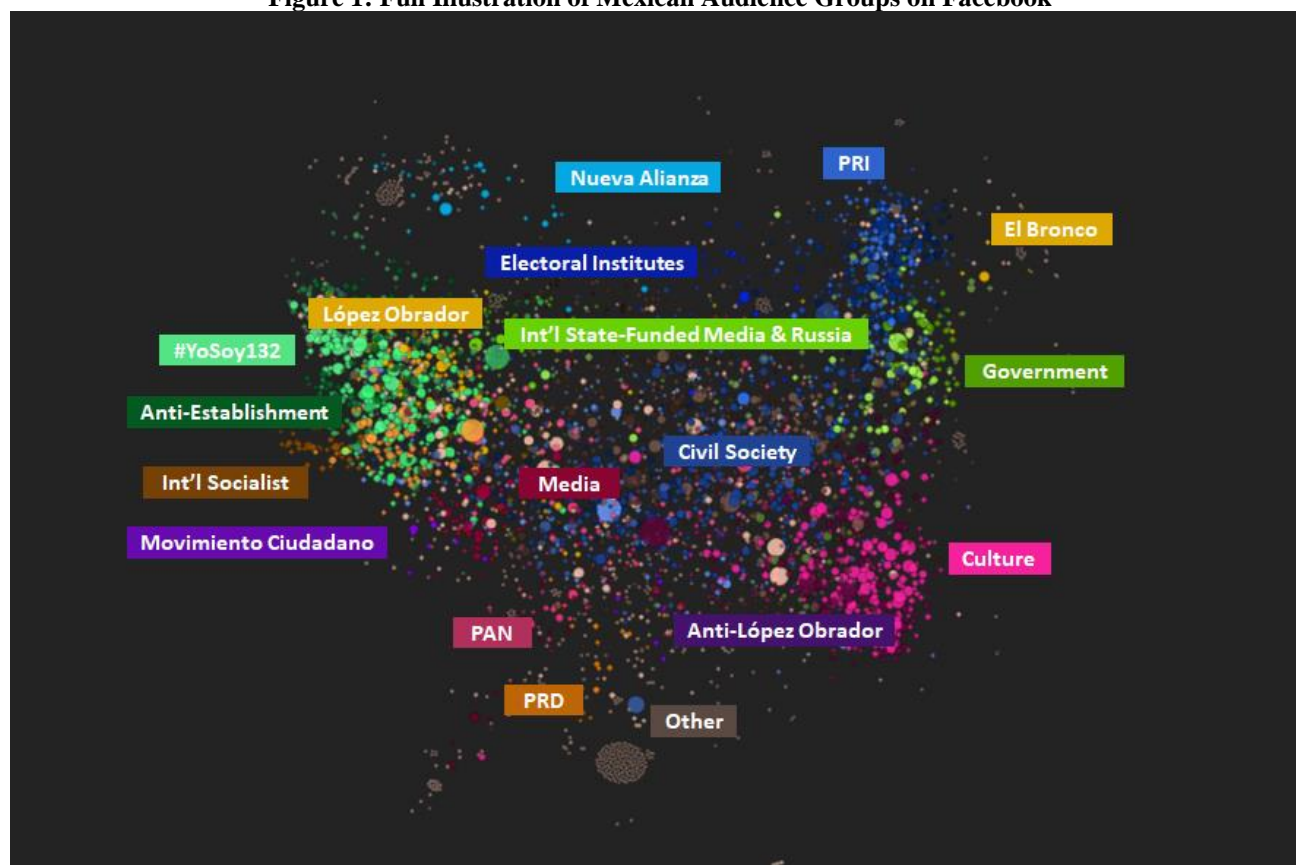 Figure 1: Full Illustration of Mexican Audience Groups on Facebook
PRI
Nueva Alianza
El Bronco
Electoral Institutes
López Obrador
Int'l State-Funded Media & Russia
#YoSoy132
Government
Anti-Establishment
Civil Society
Int'l Socialist
Media
Movimiento Ciudadano
Culture
PAN
Anti-López Obrador
PRD
Other